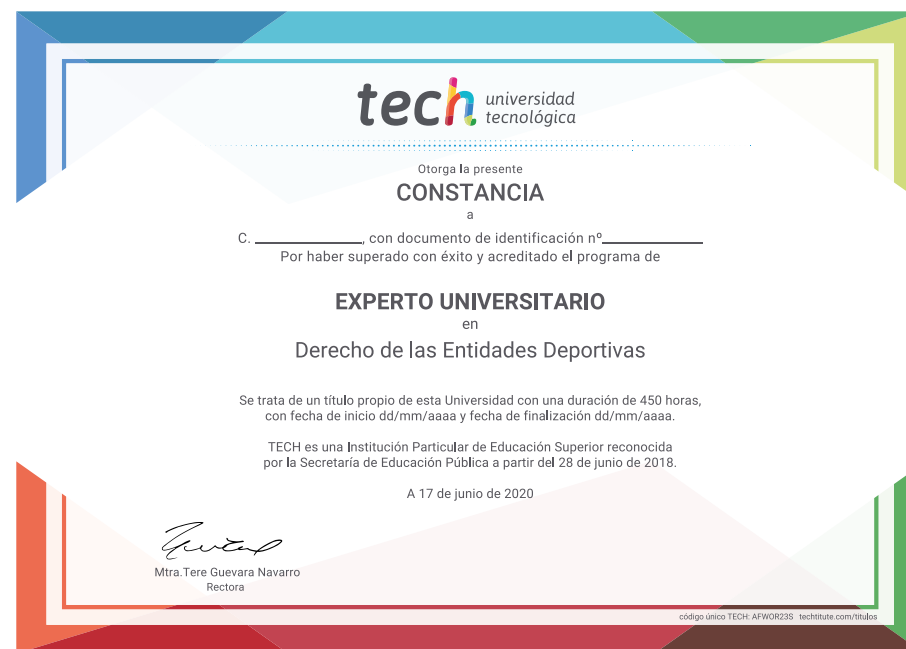 tech universidad
tecnológica
Otorga la presente
CONSTANCIA
a
C. ____________, con documento de identificación nº____________
Por haber superado con éxito y acreditado el programa de
EXPERTO UNIVERSITARIO
en
Derecho de las Entidades Deportivas
Se trata de un título propio de esta Universidad con una duración de 450 horas,
con fecha de inicio dd/mm/aaaa y fecha de finalización dd/mm/aaaa.
TECH es una Institución Particular de Educación Superior reconocida
por la Secretaría de Educación Pública a partir del 28 de junio de 2018.
A 17 de junio de 2020
Mtra.Tere Guevara Navarro
Rectora
código único TECH: AFWOR23S techtitute.com/titulos